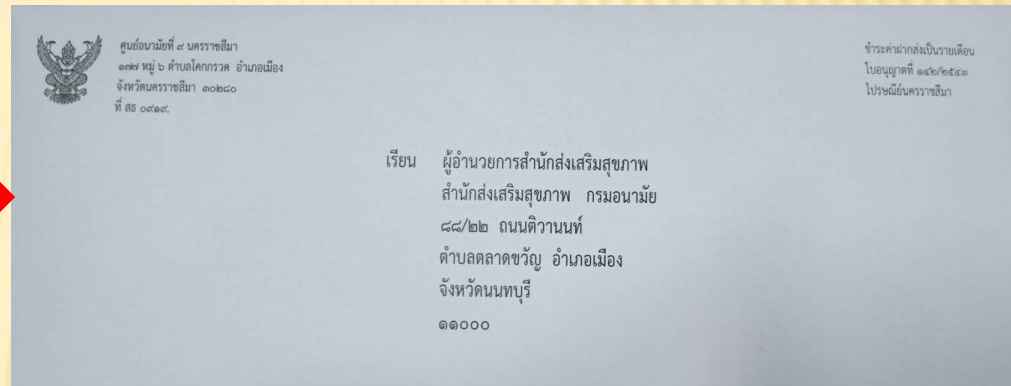 ศูนย์อนามัยที่ ๙ นครราชสีมา
๑๗๗ หมู่ ๖ ตำบลโคกกรวด อำเภอเมือง
จังหวัดนครราชสีมา ๓๐๒๘๐
ที่ สธ ๐๙๑๙.
ชำระค่าฝากส่งเป็นรายเดือน
ใบอนุญาตที่ ๑๔๒/๒๕๔๓
ไปรษณีย์นครราชสีมา
เรียน ผู้อำนวยการสำนักส่งเสริมสุขภาพ
สำนักส่งเสริมสุขภาพ กรมอนามัย
๘๘/๒๒ ถนนติวานนท์
ตำบลตลาดขวัญ อำเภอเมือง
จังหวัดนนทบุรี
๑๑๐๐๐